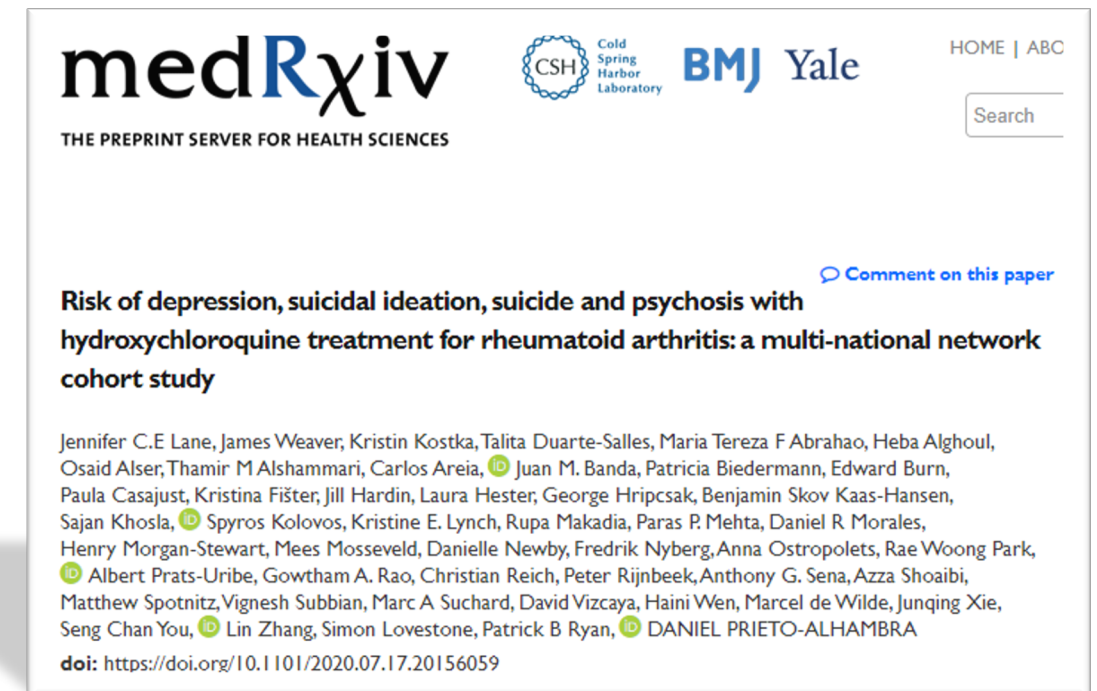 medRxiv
THE PREPRINT SERVER FOR HEALTH SCIENCES
CSH
Cold
Spring
Harbor
Laboratory
BMJ
Yale
HOME | ABC
Search
Comment on this paper
Risk of depression, suicidal ideation, suicide and psychosis with
hydroxychloroquine treatment for rheumatoid arthritis: a multi-national network
cohort study
Jennifer C.E Lane, James Weaver, Kristin Kostka, Talita Duarte-Salles, Maria Tereza F Abrahao, Heba Alghoul,
Osaid Alser, Thamir M Alshammari, Carlos Areia, iD Juan M. Banda, Patricia Biedermann, Edward Burn,
Paula Casajust, Kristina Fišter, Jill Hardin, Laura Hester, George Hripcsak, Benjamin Skov Kaas-Hansen,
Sajan Khosla, iD Spyros Kolovos, Kristine E. Lynch, Rupa Makadia, Paras P. Mehta, Daniel R Morales,
Henry Morgan-Stewart, Mees Mosseveld, Danielle Newby, Fredrik Nyberg, Anna Ostropolets, Rae Woong Park,
iD Albert Prats-Uribe, Gowtham A. Rao, Christian Reich, Peter Rijnbeek, Anthony G. Sena, Azza Shoaibi,
Matthew Spotnitz, Vignesh Subbian, Marc A Suchard, David Vizcaya, Haini Wen, Marcel de Wilde, Junqing Xie,
Seng Chan You, iD Lin Zhang, Simon Lovestone, Patrick B Ryan, iD DANIEL PRIETO-ALHAMBRA
doi: https://doi.org/10.1101/2020.07.17.20156059